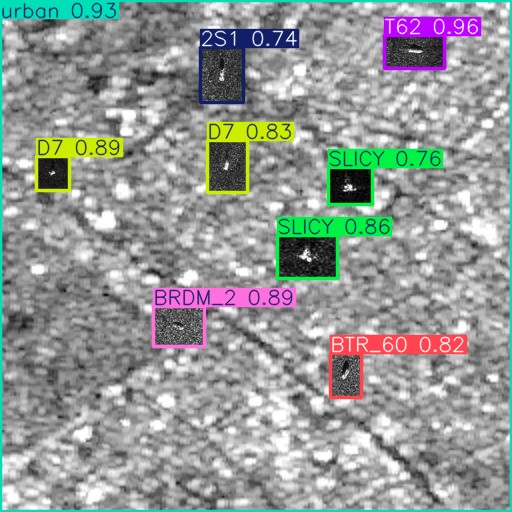 urban 0.93
T62 0.96
2S1 0.74
D7 0.83
D7 0.89
SLICY 0.76
SLICY 0.86
BRDM_2 0.89
BTR_60 0.82